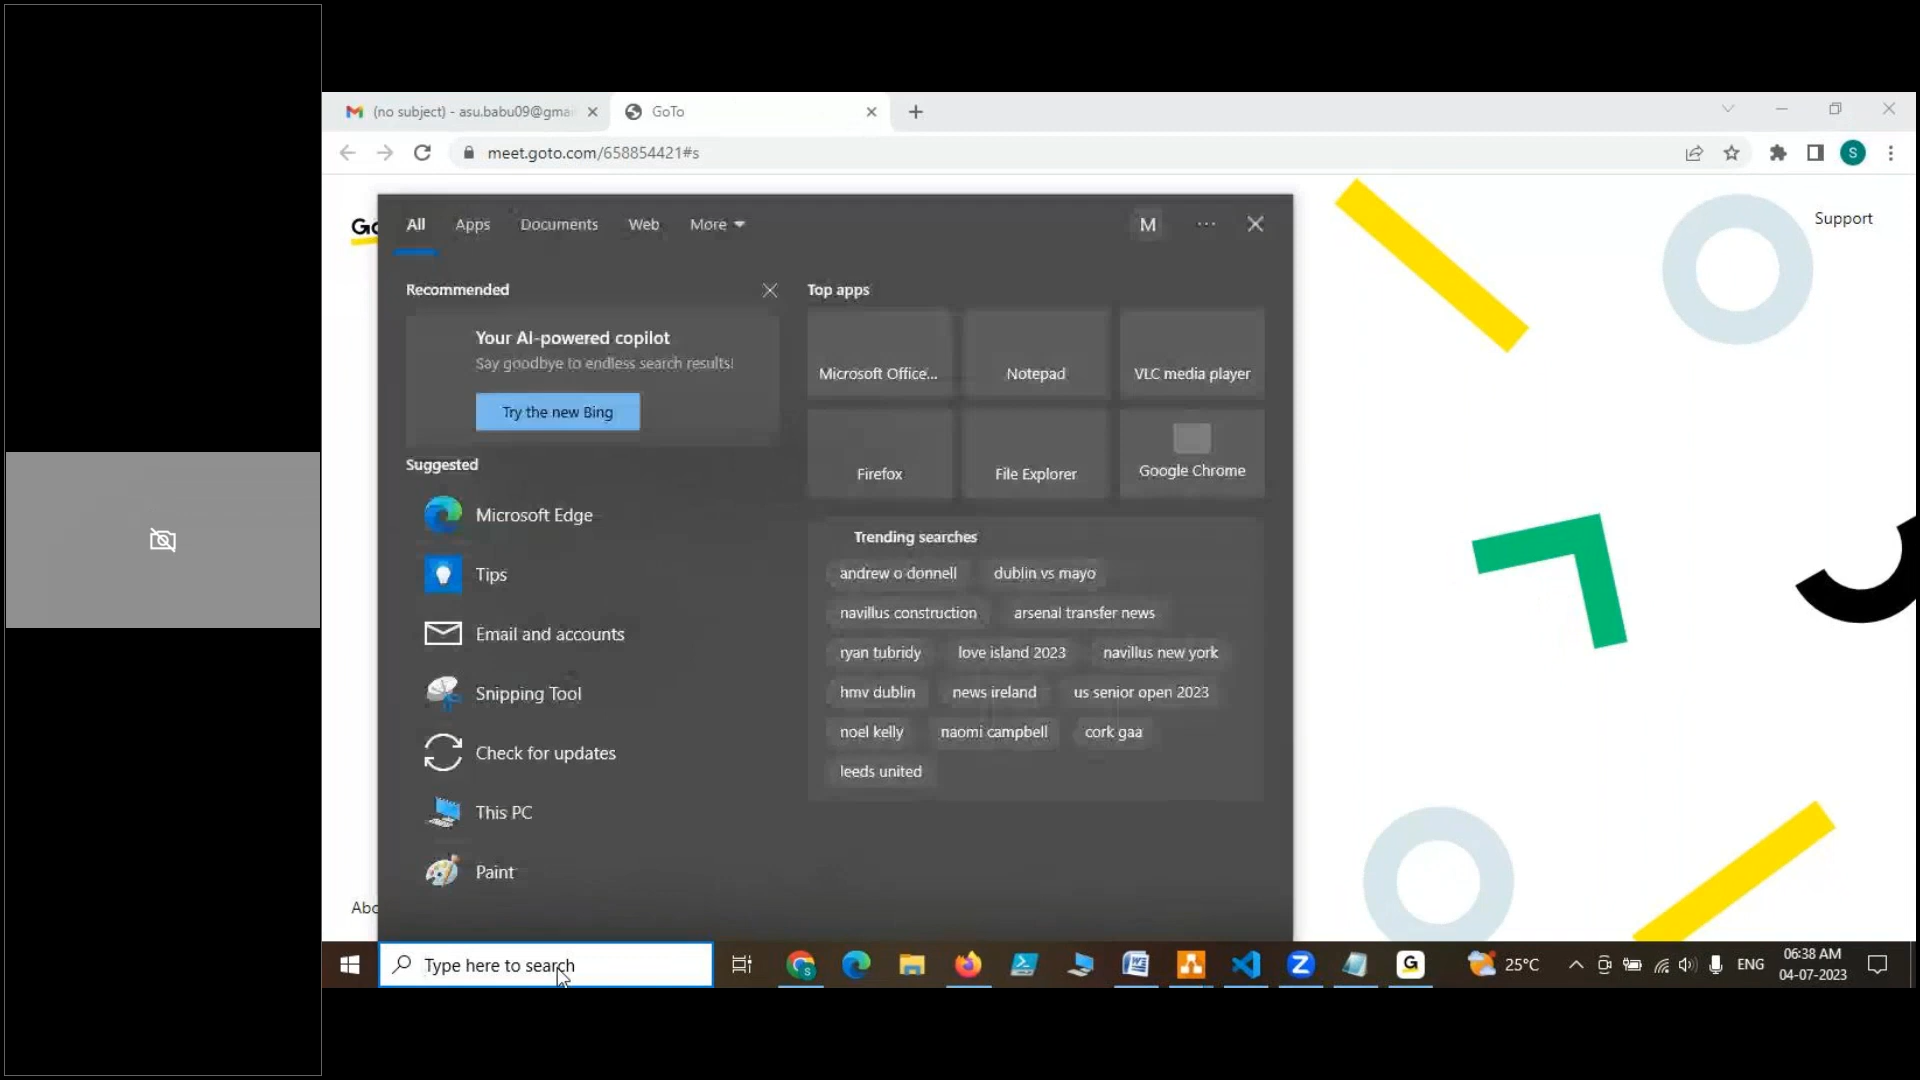 (no subject) - asu.babu09@gmai
GoTo
meet.goto.com/658854421#s
S
Go
Support
All Apps Documents Web More
M
Recommended
Your AI-powered copilot
Say goodbye to endless search results!
Try the new Bing
Suggested
Microsoft Edge
Tips
Email and accounts
Snipping Tool
Check for updates
This PC
Paint
Top apps
Microsoft Office...
Notepad
VLC media player
Firefox
File Explorer
Google Chrome
Trending searches
andrew o donnell dublin vs mayo
navillus construction arsenal transfer news
ryan tubridy love island 2023 navillus new york
hmv dublin news ireland us senior open 2023
noel kelly naomi campbell cork gaa
leeds united
Abo
Type here to search
25°C
ENG
06:38 AM
04-07-2023